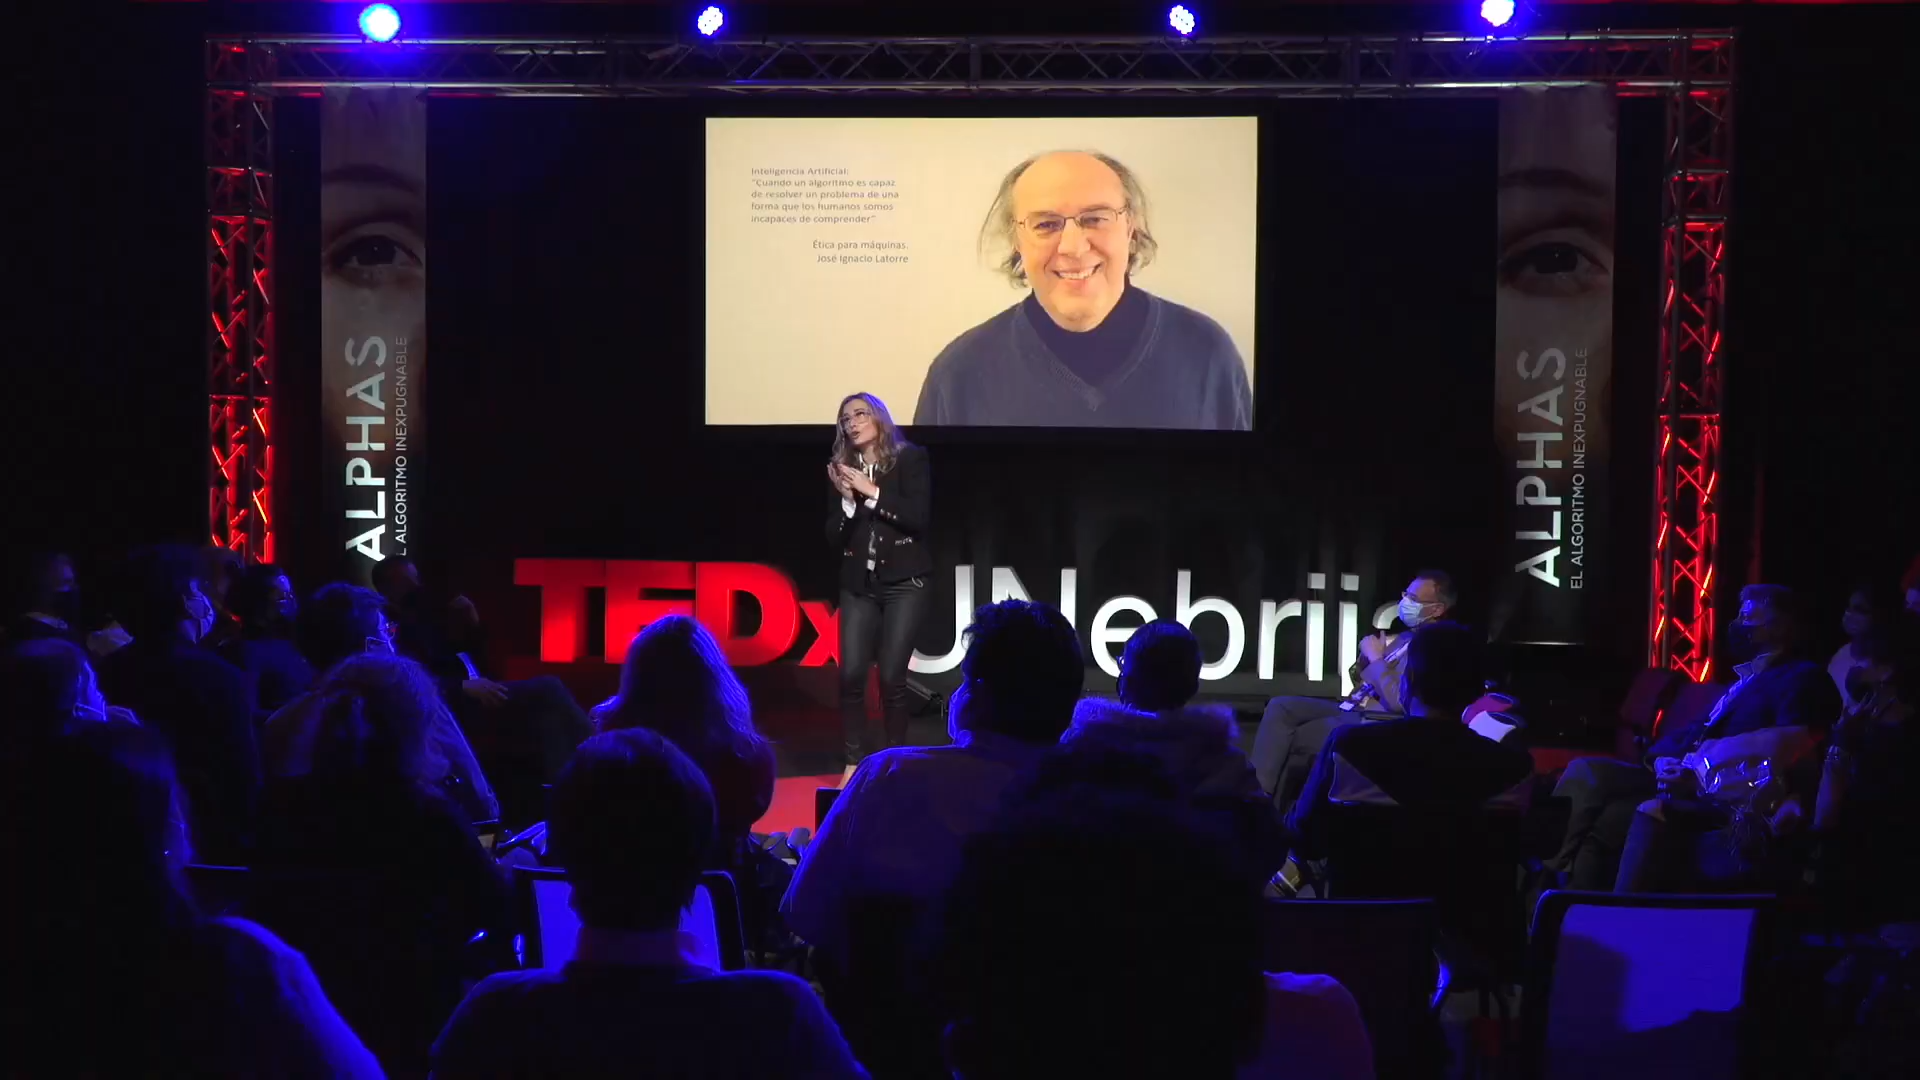 Inteligencia Artificial:
"Cuando un algoritmo es capaz
de resolver un problema de una
forma que los humanos somos
incapaces de comprender"
Ética para máquinas.
José Ignacio Latorre
ALPHAS
L ALGORITMO INEXPUGNABLE
ALPHAS
EL ALGORITMO INEXPUGNABLE
TEDx UNebrija